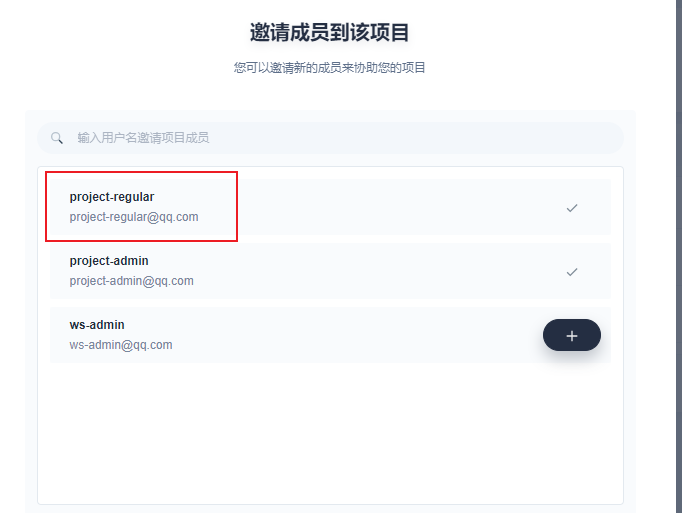 邀请成员到该项目
您可以邀请新的成员来协助您的项目
输入用户名邀请项目成员
project-regular
project-regular@qq.com
project-admin
project-admin@qq.com
ws-admin
ws-admin@qq.com